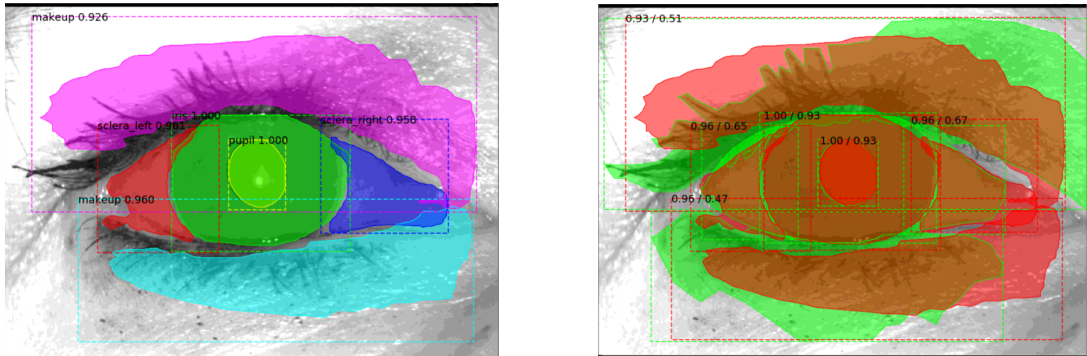 makeup 0.926
iris 1.000
sclera_left 0.961
sclera_right 0.958
pupil 1.000
makeup 0.960
0.93 / 0.51
1.00 / 0.93
0.96 / 0.65
0.96 / 0.67
1.00 / 0.93
0.96 / 0.47